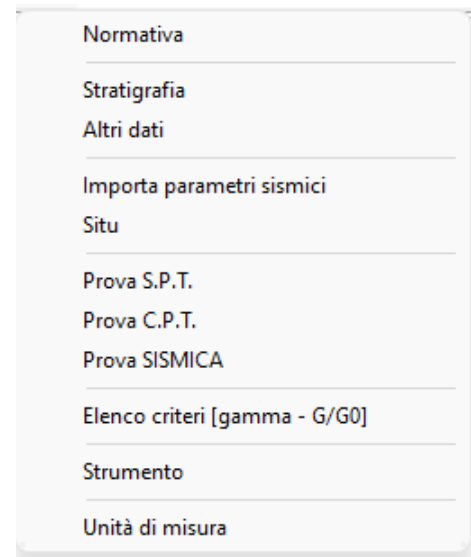 Normativa
Stratigrafia
Altri dati
Importa parametri sismici
Situ
Prova S.P.T.
Prova C.P.T.
Prova SISMICA
Elenco criteri [gamma - G/G0]
Strumento
Unità di misura